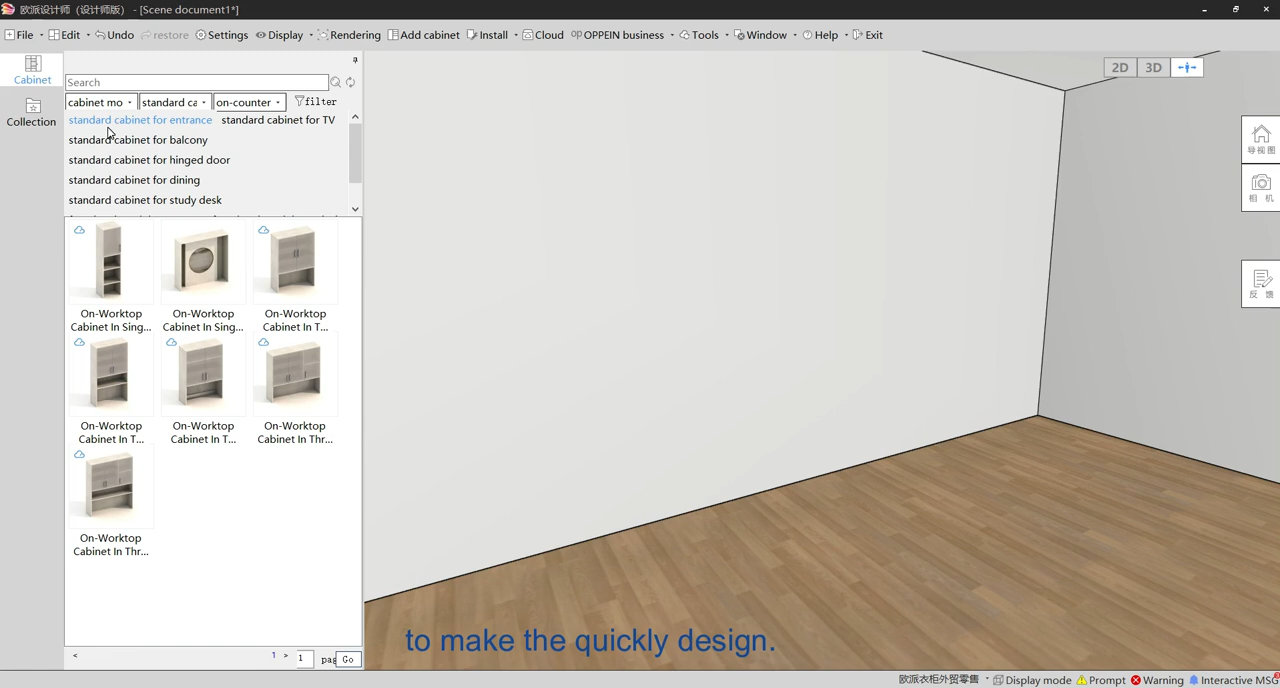 欧派设计师（设计师版） - [Scene document1*]
File Edit Undo restore Settings Display Rendering Add cabinet Install Cloud OPPEIN business Tools Window Help Exit
2D 3D
Cabinet
Collection
Search
cabinet mo standard ca on-counter filter
standard cabinet for entrance standard cabinet for TV
standard cabinet for balcony
standard cabinet for hinged door
standard cabinet for dining
standard cabinet for study desk
On-Worktop Cabinet In Sing...
On-Worktop Cabinet In Sing...
On-Worktop Cabinet In T...
On-Worktop Cabinet In T...
On-Worktop Cabinet In T...
On-Worktop Cabinet In Thr...
On-Worktop Cabinet In Thr...
< 1 > 1 pag Go
导视图
相 机
反 馈
to make the quickly design.
欧派衣柜外贸零售 Display mode Prompt Warning Interactive MSG